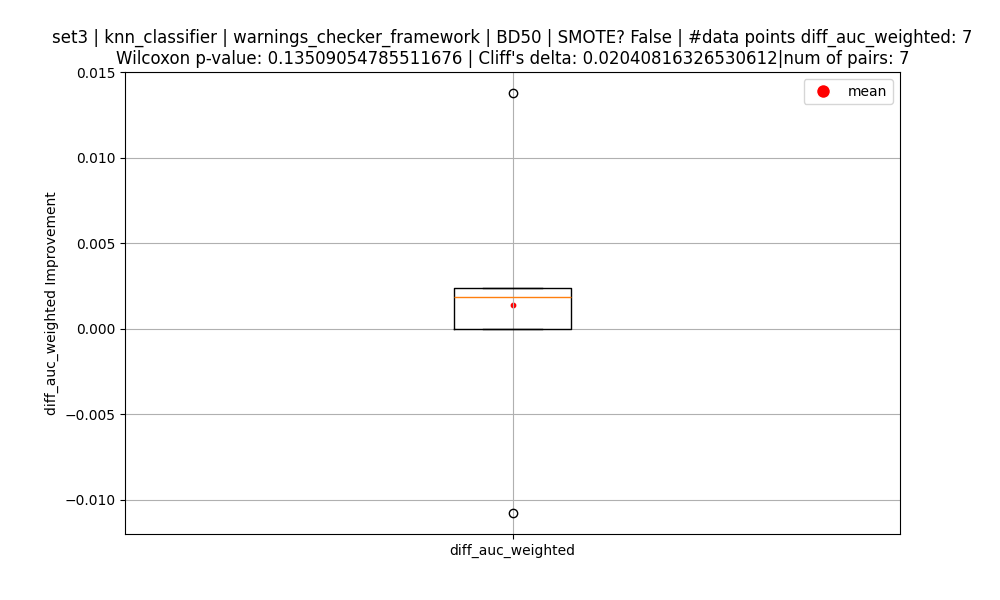 set3 | knn_classifier | warnings_checker_framework | BD50 | SMOTE? False | #data points diff_auc_weighted: 7
Wilcoxon p-value: 0.13509054785511676 | Cliff's delta: 0.02040816326530612|num of pairs: 7
0.015
mean
0.010
0.005
0.000
−0.005
−0.010
diff_auc_weighted Improvement
diff_auc_weighted